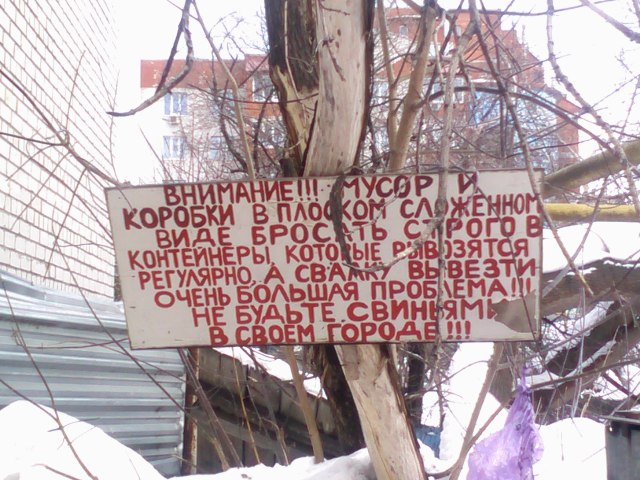 ВНИМАНИЕ!!! МУСОР И
КОРОБКИ В ПЛОСКОМ СЛОЖЕННОМ
ВИДЕ БРОСАТЬ СТРОГО В
КОНТЕЙНЕРЫ, КОТОРЫЕ ВЫВОЗЯТСЯ
РЕГУЛЯРНО. А СВАЛКУ ВЫВЕЗТИ
ОЧЕНЬ БОЛЬШАЯ ПРОБЛЕМА!!!
НЕ БУДЬТЕ СВИНЬЯМИ
В СВОЕМ ГОРОДЕ!!!